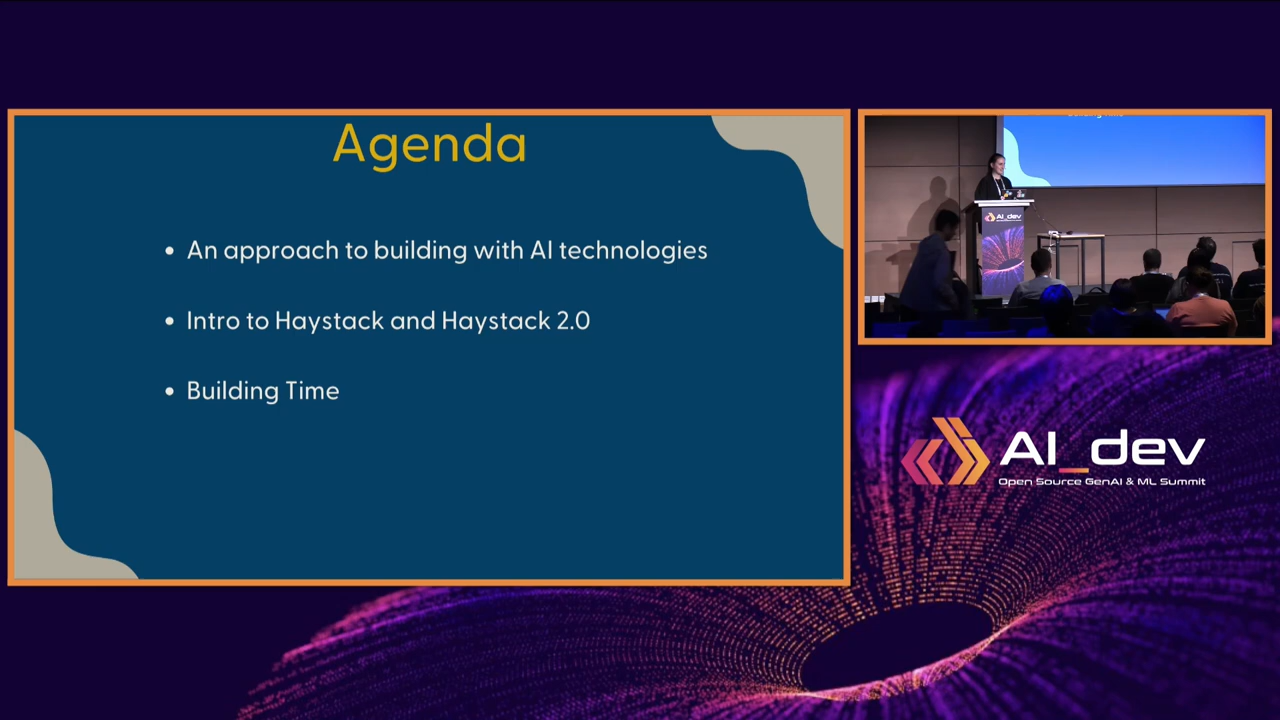 Agenda
• An approach to building with AI technologies
• Intro to Haystack and Haystack 2.0
• Building Time
AI_dev
AI_dev
Open Source GenAI & ML Summit